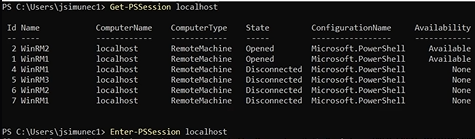 PS C:\Users\jsimunec1> Get-PSSession localhost
Id Name ComputerName ComputerType State ConfigurationName Availability
-- ---- ------------ ------------ ----- ----------------- ------------
2 WinRM2 localhost RemoteMachine Opened Microsoft.PowerShell Available
1 WinRM1 localhost RemoteMachine Opened Microsoft.PowerShell Available
4 WinRM1 localhost RemoteMachine Disconnected Microsoft.PowerShell None
5 WinRM3 localhost RemoteMachine Disconnected Microsoft.PowerShell None
6 WinRM2 localhost RemoteMachine Disconnected Microsoft.PowerShell None
7 WinRM1 localhost RemoteMachine Disconnected Microsoft.PowerShell None
PS C:\Users\jsimunec1> Enter-PSSession localhost